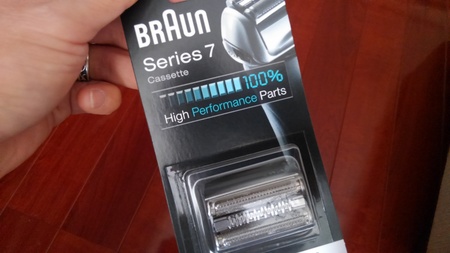 BRAUN
Series 7
Cassette
100%
High Performance Parts